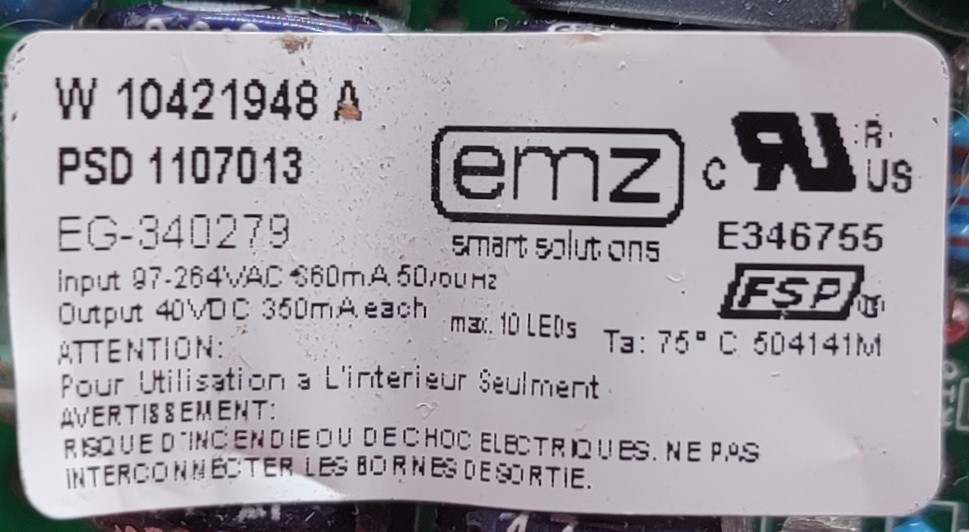 W 10421948 A
PSD 1107013
EG-340279
emz
smart solutions
C RU R US
E346755
FSP
Input 97-264VAC 360mA 50/60Hz
Output 40VDC 350mA each
max. 10 LEDs
Ta: 75° C 504141M
ATTENTION:
Pour Utilisation a L'interieur Seulment
AVERTISSEMENT:
RISQUE D'INCENDIE OU DE CHOC ELECTRIQUES. NE PAS
INTERCONNECTER LES BORNES DE SORTIE.